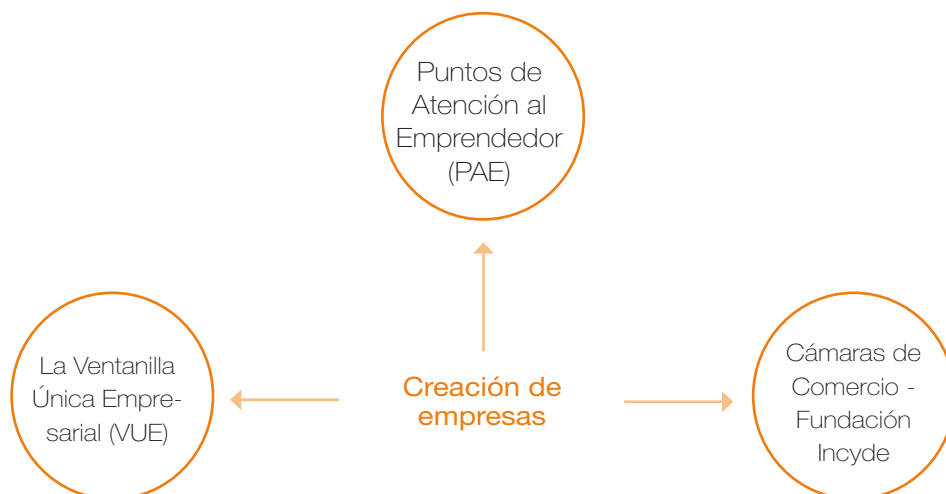 Puntos de
Atención al
Emprendedor
(PAE)
La Ventanilla
Única Empre-
sarial (VUE)
Creación de
empresas
Cámaras de
Comercio -
Fundación
Incyde